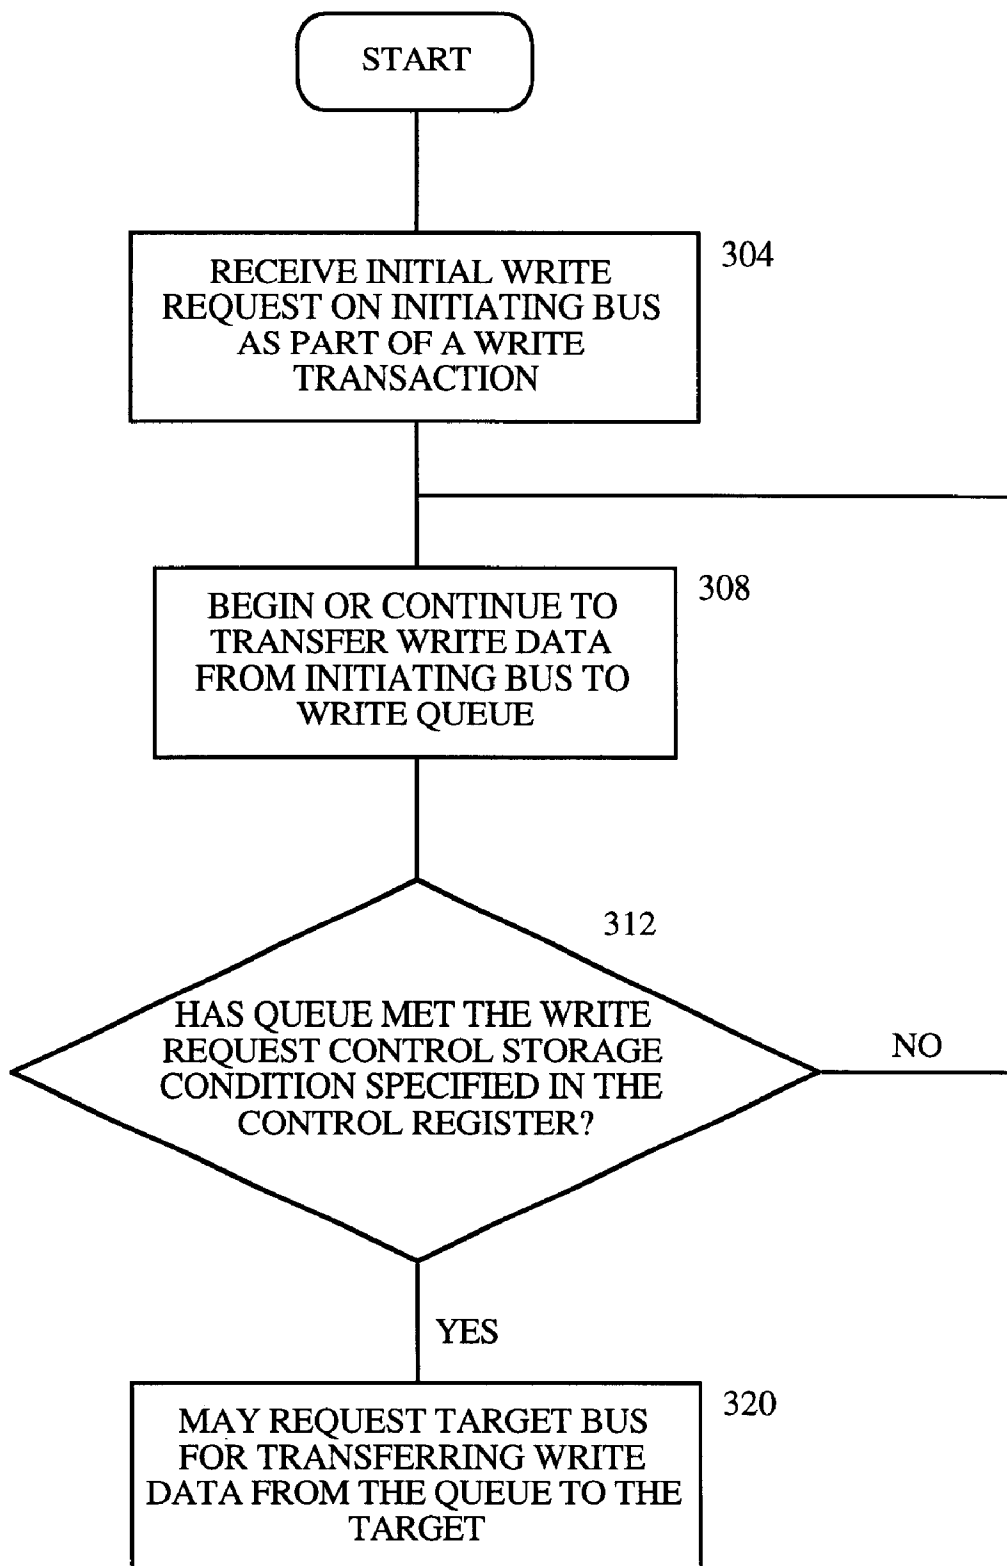 START
304
RECEIVE INITIAL WRITE
REQUEST ON INITIATING BUS
AS PART OF A WRITE
TRANSACTION
308
BEGIN OR CONTINUE TO
TRANSFER WRITE DATA
FROM INITIATING BUS TO
WRITE QUEUE
312
HAS QUEUE MET THE WRITE
REQUEST CONTROL STORAGE
CONDITION SPECIFIED IN THE
CONTROL REGISTER?
NO
YES
320
MAY REQUEST TARGET BUS
FOR TRANSFERRING WRITE
DATA FROM THE QUEUE TO THE
TARGET